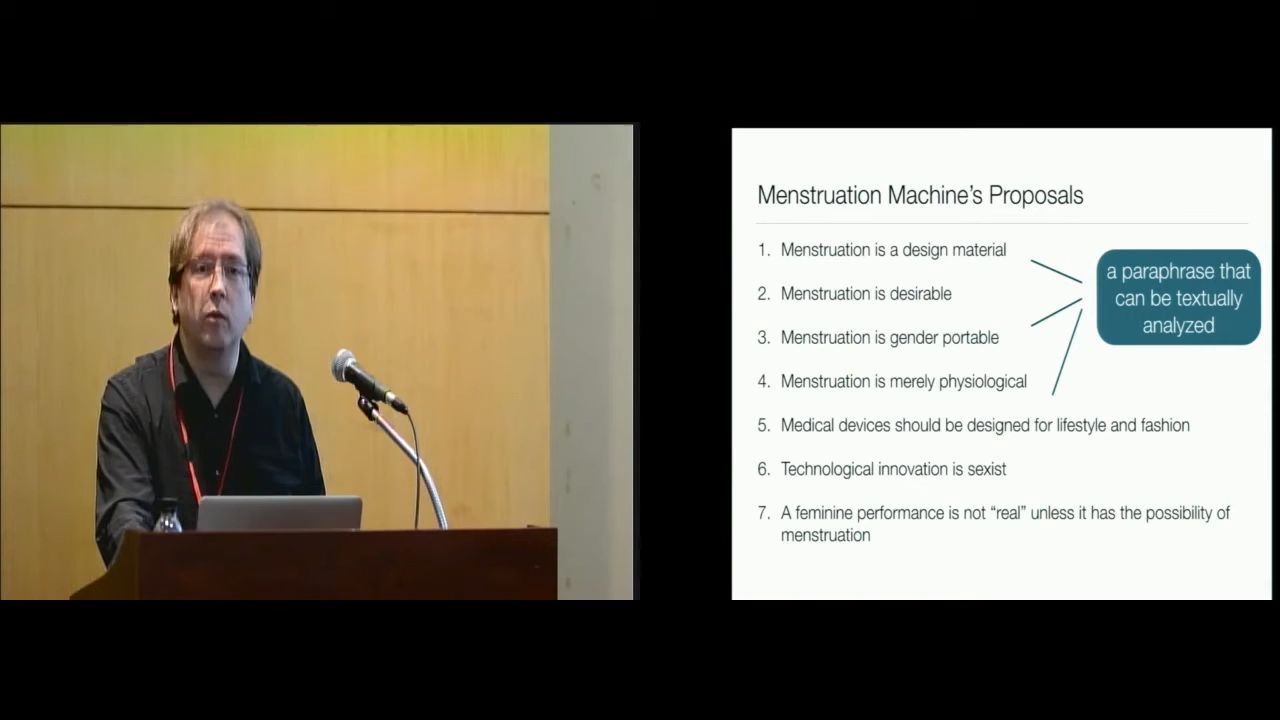 Menstruation Machine's Proposals
1. Menstruation is a design material
2. Menstruation is desirable
3. Menstruation is gender portable
4. Menstruation is merely physiological
5. Medical devices should be designed for lifestyle and fashion
6. Technological innovation is sexist
7. A feminine performance is not “real” unless it has the possibility of
menstruation
a paraphrase that
can be textually
analyzed